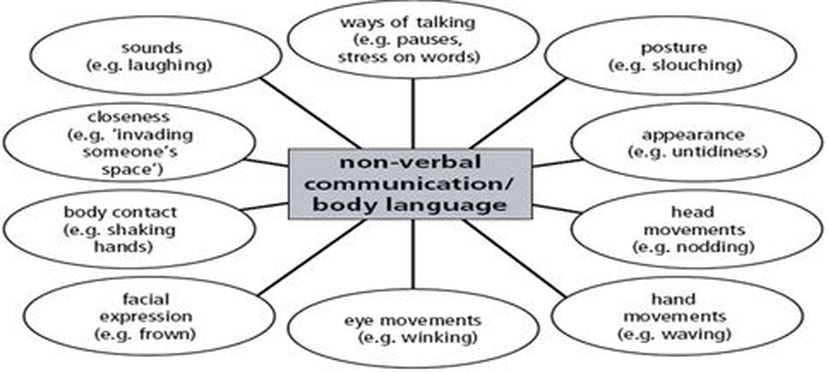 ways of talking
(e.g. pauses,
stress on words)
sounds
(e.g. laughing)
posture
(e.g. slouching)
closeness
(e.g. 'invading
someone's
space')
appearance
(e.g. untidiness)
non-verbal
communication/
body language
body contact
(e.g. shaking
hands)
head
movements
(e.g. nodding)
facial
expression
(e.g. frown)
eye movements
(e.g. winking)
hand
movements
(e.g. waving)